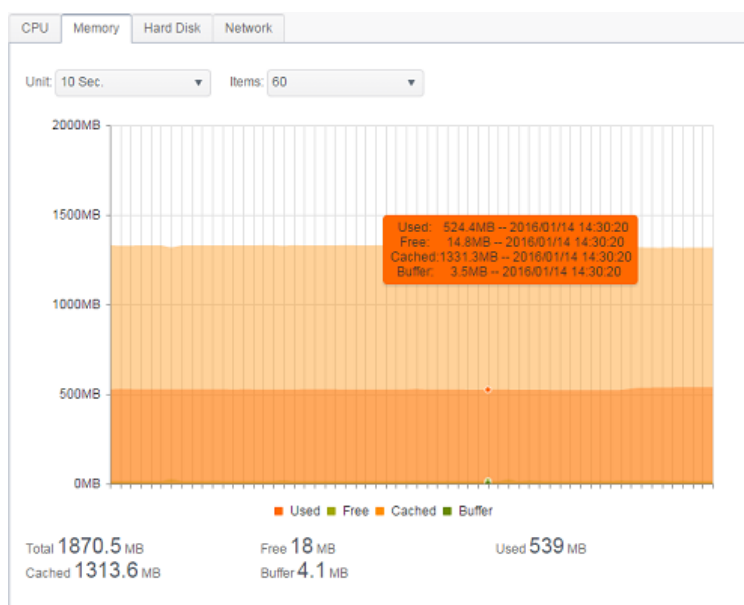 CPU Memory Hard Disk Network
Unit: 10 Sec. Items: 60
2000MB
1500MB
Used: 524.4MB -- 2016/01/14 14:30:20
Free: 14.8MB -- 2016/01/14 14:30:20
Cached:1331.3MB -- 2016/01/14 14:30:20
Buffer: 3.5MB -- 2016/01/14 14:30:20
1000MB
500MB
0MB
Used Free Cached Buffer
Total 1870.5 MB Free 18 MB Used 539 MB
Cached 1313.6 MB Buffer 4.1 MB